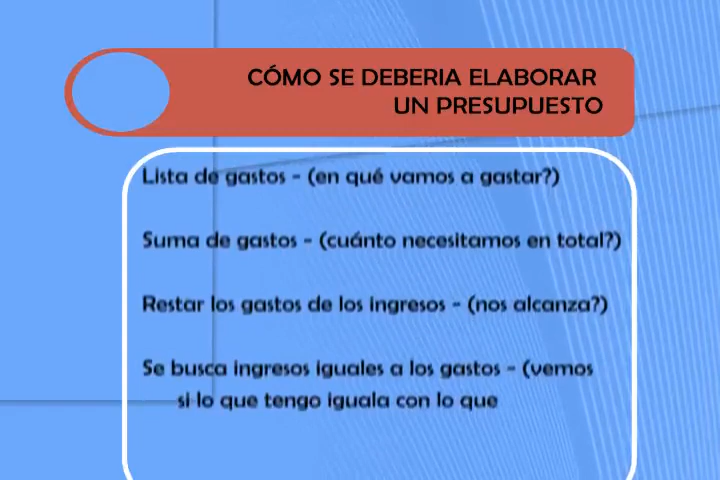 CÓMO SE DEBERIA ELABORAR
UN PRESUPUESTO
Lista de gastos - (en qué vamos a gastar?)
Suma de gastos - (cuánto necesitamos en total?)
Restar los gastos de los ingresos - (nos alcanza?)
Se busca ingresos iguales a los gastos - (vemos
si lo que tengo iguala con lo que